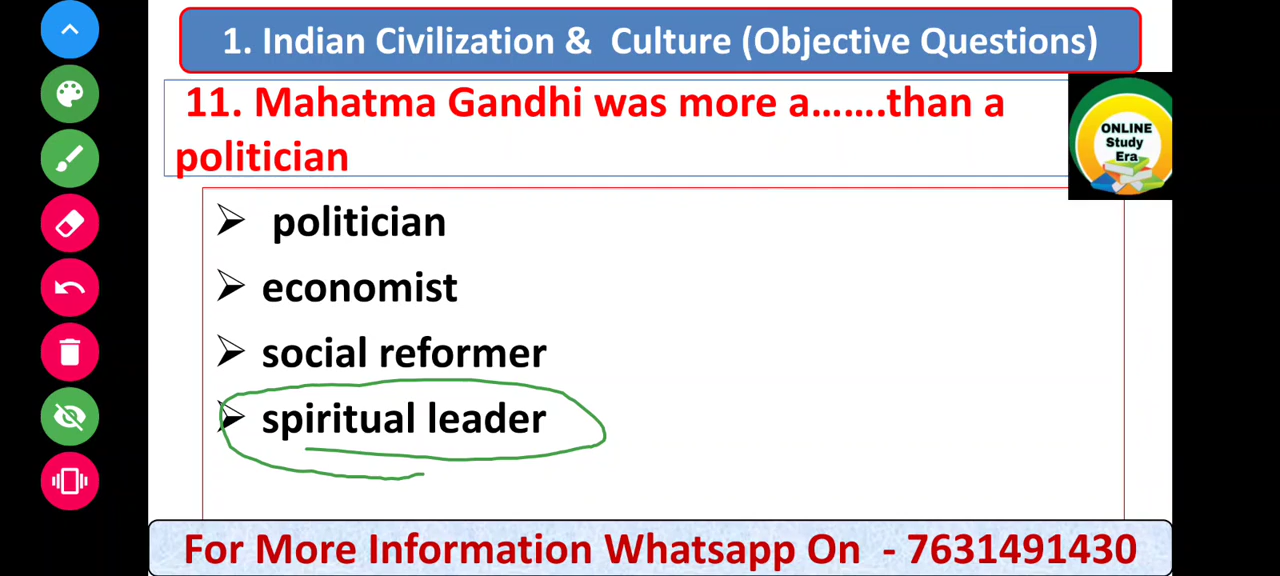 1. Indian Civilization & Culture (Objective Questions)
11. Mahatma Gandhi was more a…….than a
politician
ONLINE
Study
Era
➢ politician
➢ economist
➢ social reformer
➢ spiritual leader
For More Information Whatsapp On - 7631491430